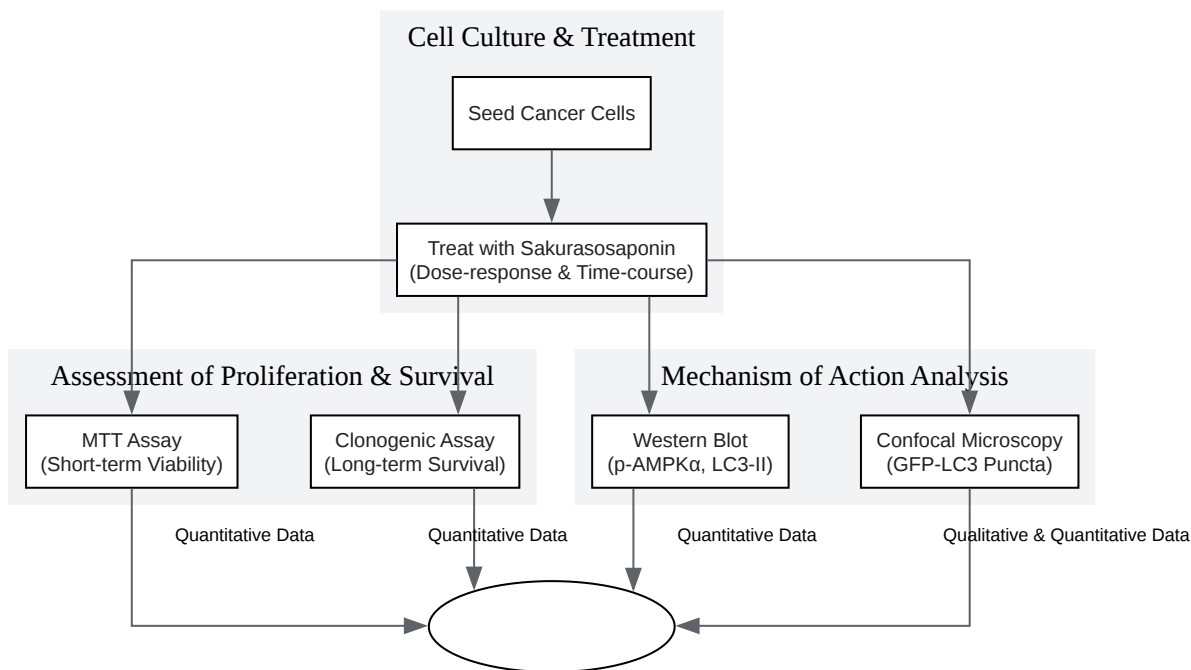 Cell Culture & Treatment
Seed Cancer Cells
Treat with Sakurasosaponin
(Dose-response & Time-course)
Assessment of Proliferation & Survival
Mechanism of Action Analysis
MTT Assay
(Short-term Viability)
Clonogenic Assay
(Long-term Survival)
Western Blot
(p-AMPKα, LC3-II)
Confocal Microscopy
(GFP-LC3 Puncta)
Quantitative Data
Quantitative Data
Quantitative Data
Qualitative & Quantitative Data